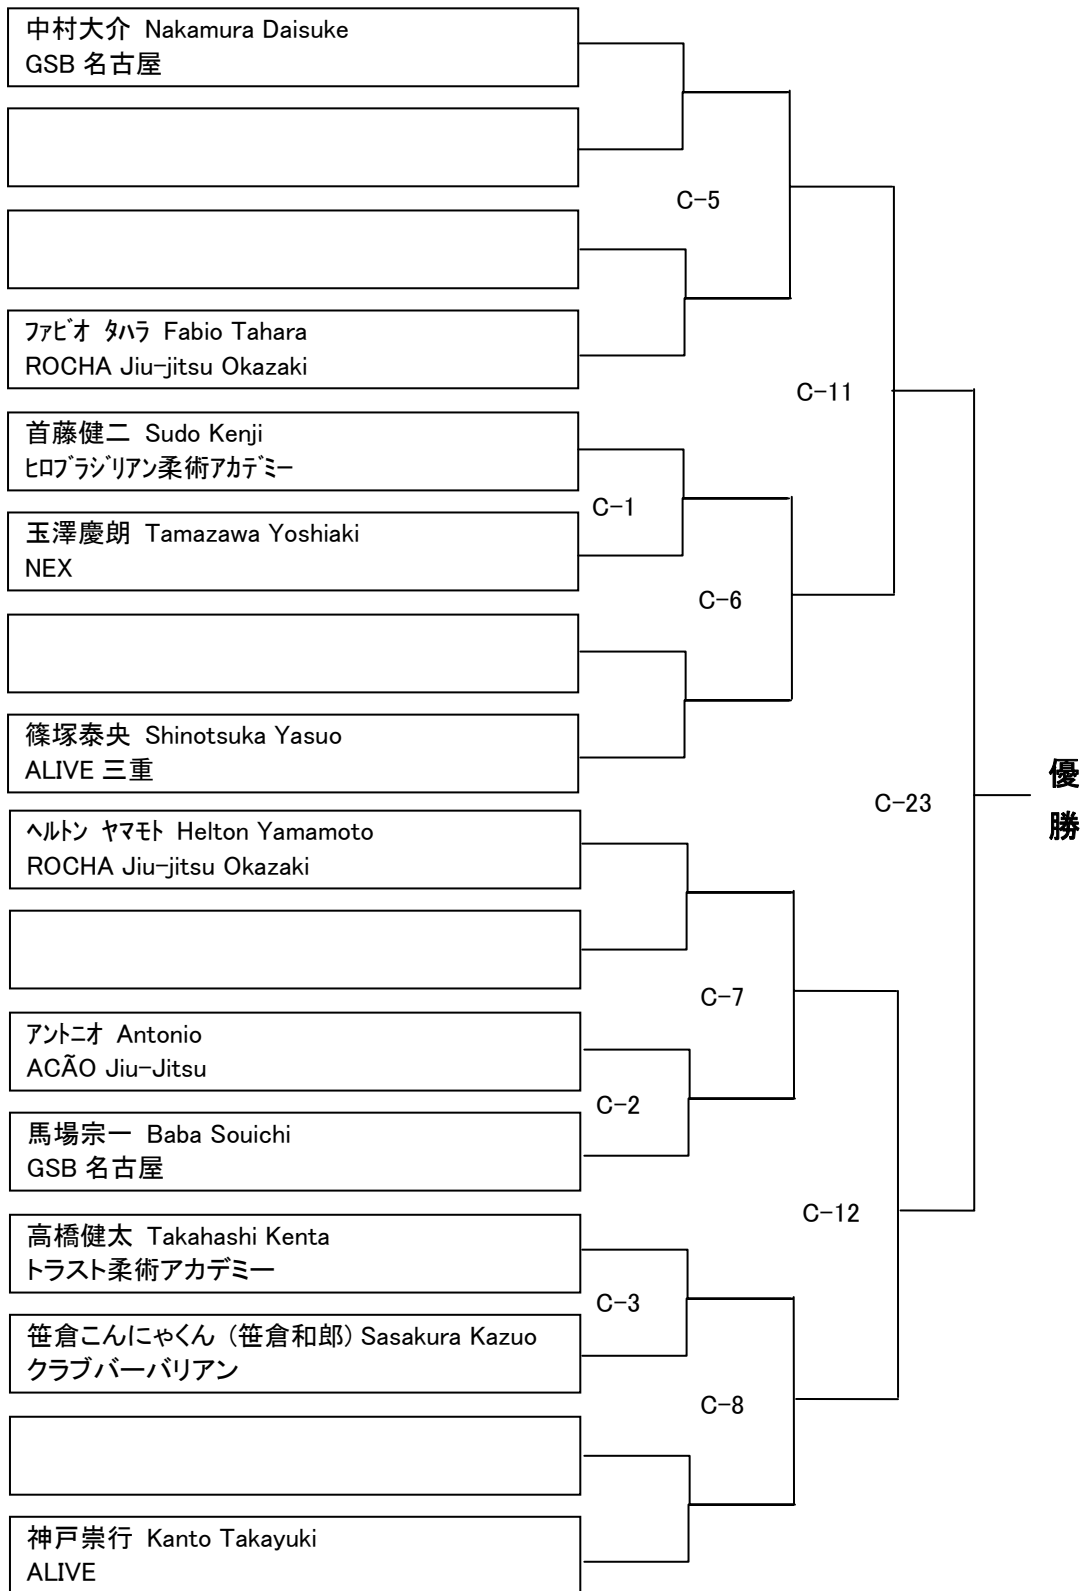 中村大介 Nakamura Daisuke
GSB 名古屋
C-5
ﾌｧﾋﾞｵ ﾀﾊﾗ Fabio Tahara
ROCHA Jiu-jitsu Okazaki
C-11
首藤健二 Sudo Kenji
ﾋﾛﾌﾞﾗｼﾞﾘｱﾝ柔術ｱｶﾃﾞﾐｰ
C-1
玉澤慶朗 Tamazawa Yoshiaki
NEX
C-6
篠塚泰央 Shinotsuka Yasuo
ALIVE 三重
C-23
優
勝
ﾍﾙﾄﾝ ﾔﾏﾓﾄ Helton Yamamoto
ROCHA Jiu-jitsu Okazaki
C-7
ｱﾝﾄﾆｵ Antonio
ACÃO Jiu-Jitsu
C-2
馬場宗一 Baba Souichi
GSB 名古屋
C-12
高橋健太 Takahashi Kenta
トラスト柔術アカデミー
C-3
笹倉こんにゃくん（笹倉和郎）Sasakura Kazuo
クラブバーバリアン
C-8
神戸崇行 Kanto Takayuki
ALIVE